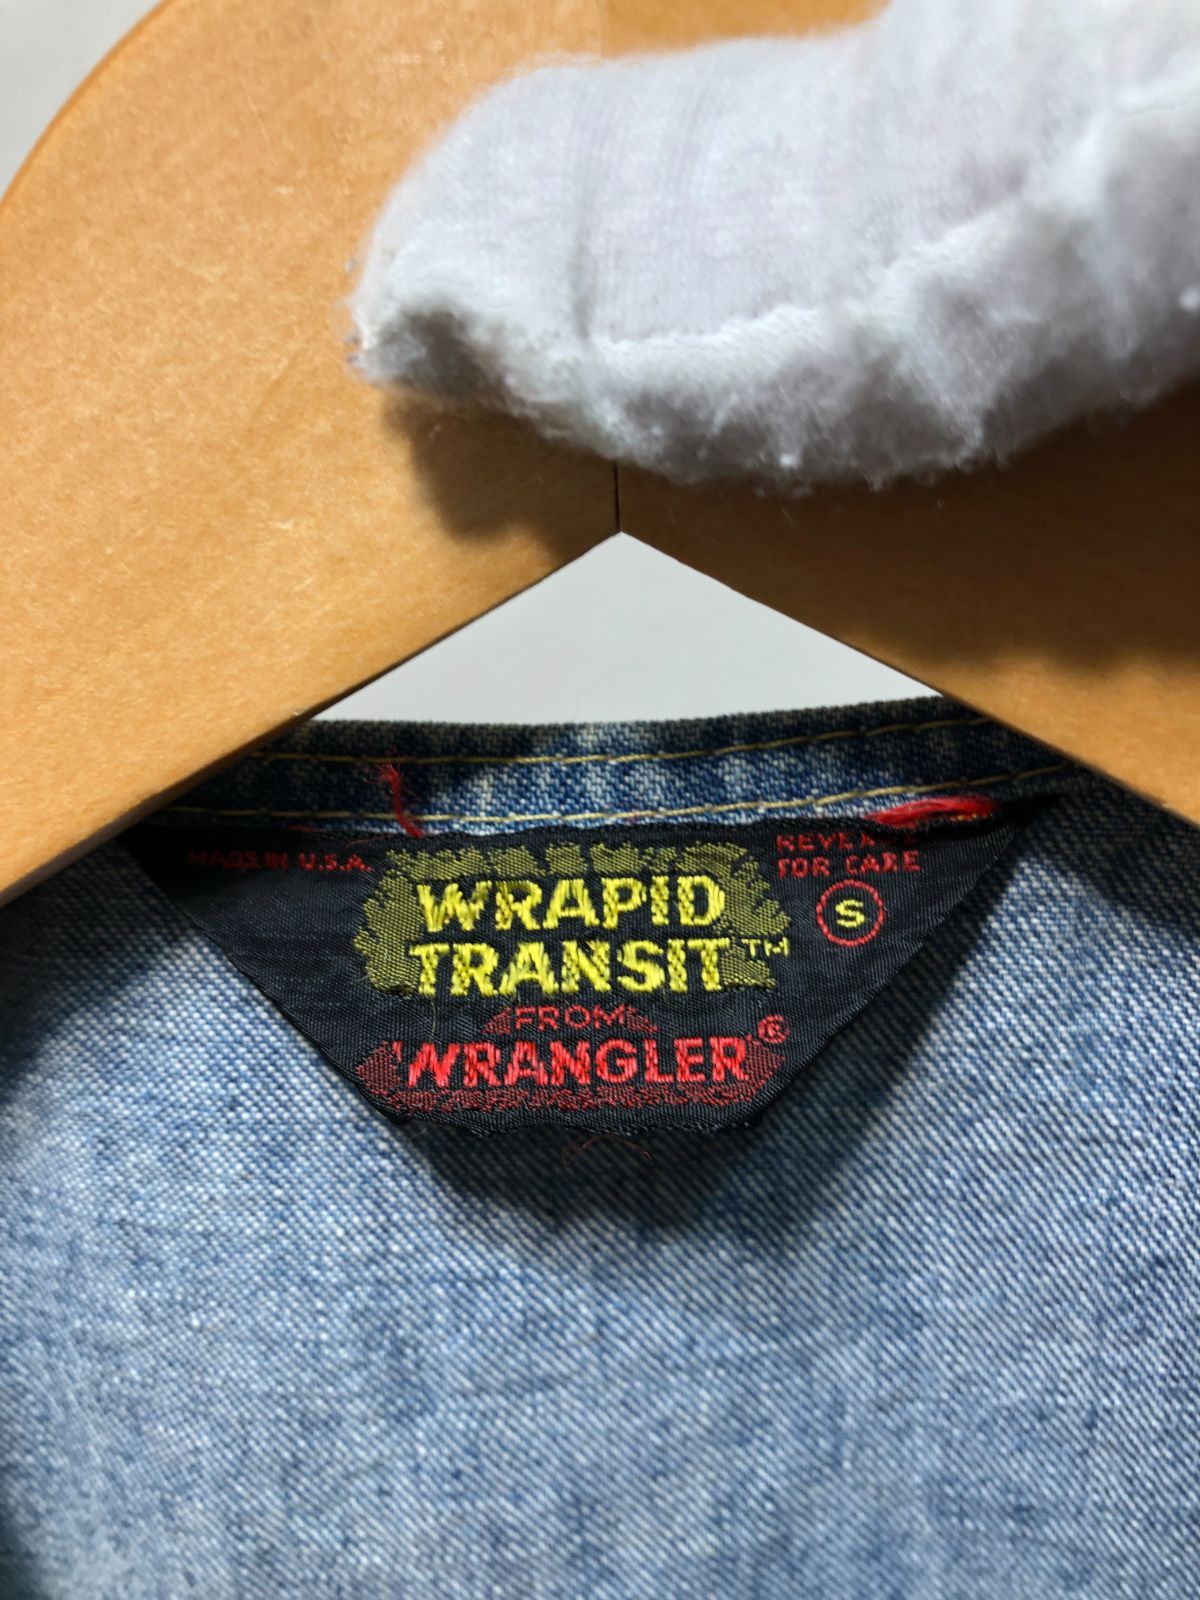 MADE IN U.S.A.
WRAPID
TRANSIT™
FROM
WRANGLER®
REVERSE
FOR CARE
S